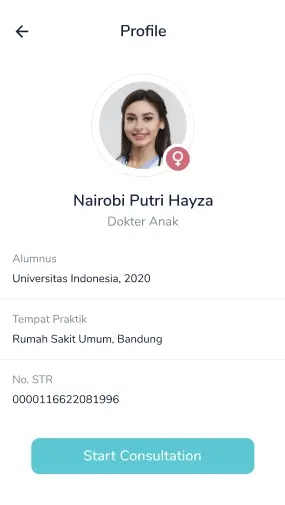 Profile
Nairobi Putri Hayza
Dokter Anak
Alumnus
Universitas Indonesia, 2020
Tempat Praktik
Rumah Sakit Umum, Bandung
No. STR
0000116622081996
Start Consultation